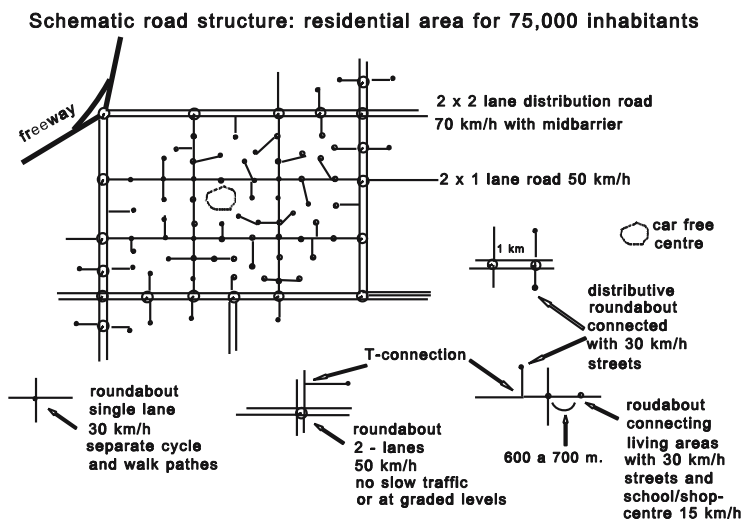 Schematic road structure: residential area for 75,000 inhabitants
freeway
2 x 2 lane distribution road
70 km/h with midbarrier
2 x 1 lane road 50 km/h
car free
centre
1 km
distributive
roundabout
connected
with 30 km/h
streets
T-connection
roundabout
single lane
30 km/h
separate cycle
and walk pathes
roundabout
2 - lanes
50 km/h
no slow traffic
or at graded levels
600 a 700 m.
roudabout
connecting
living areas
with 30 km/h
streets and
school/shop-
centre 15 km/h